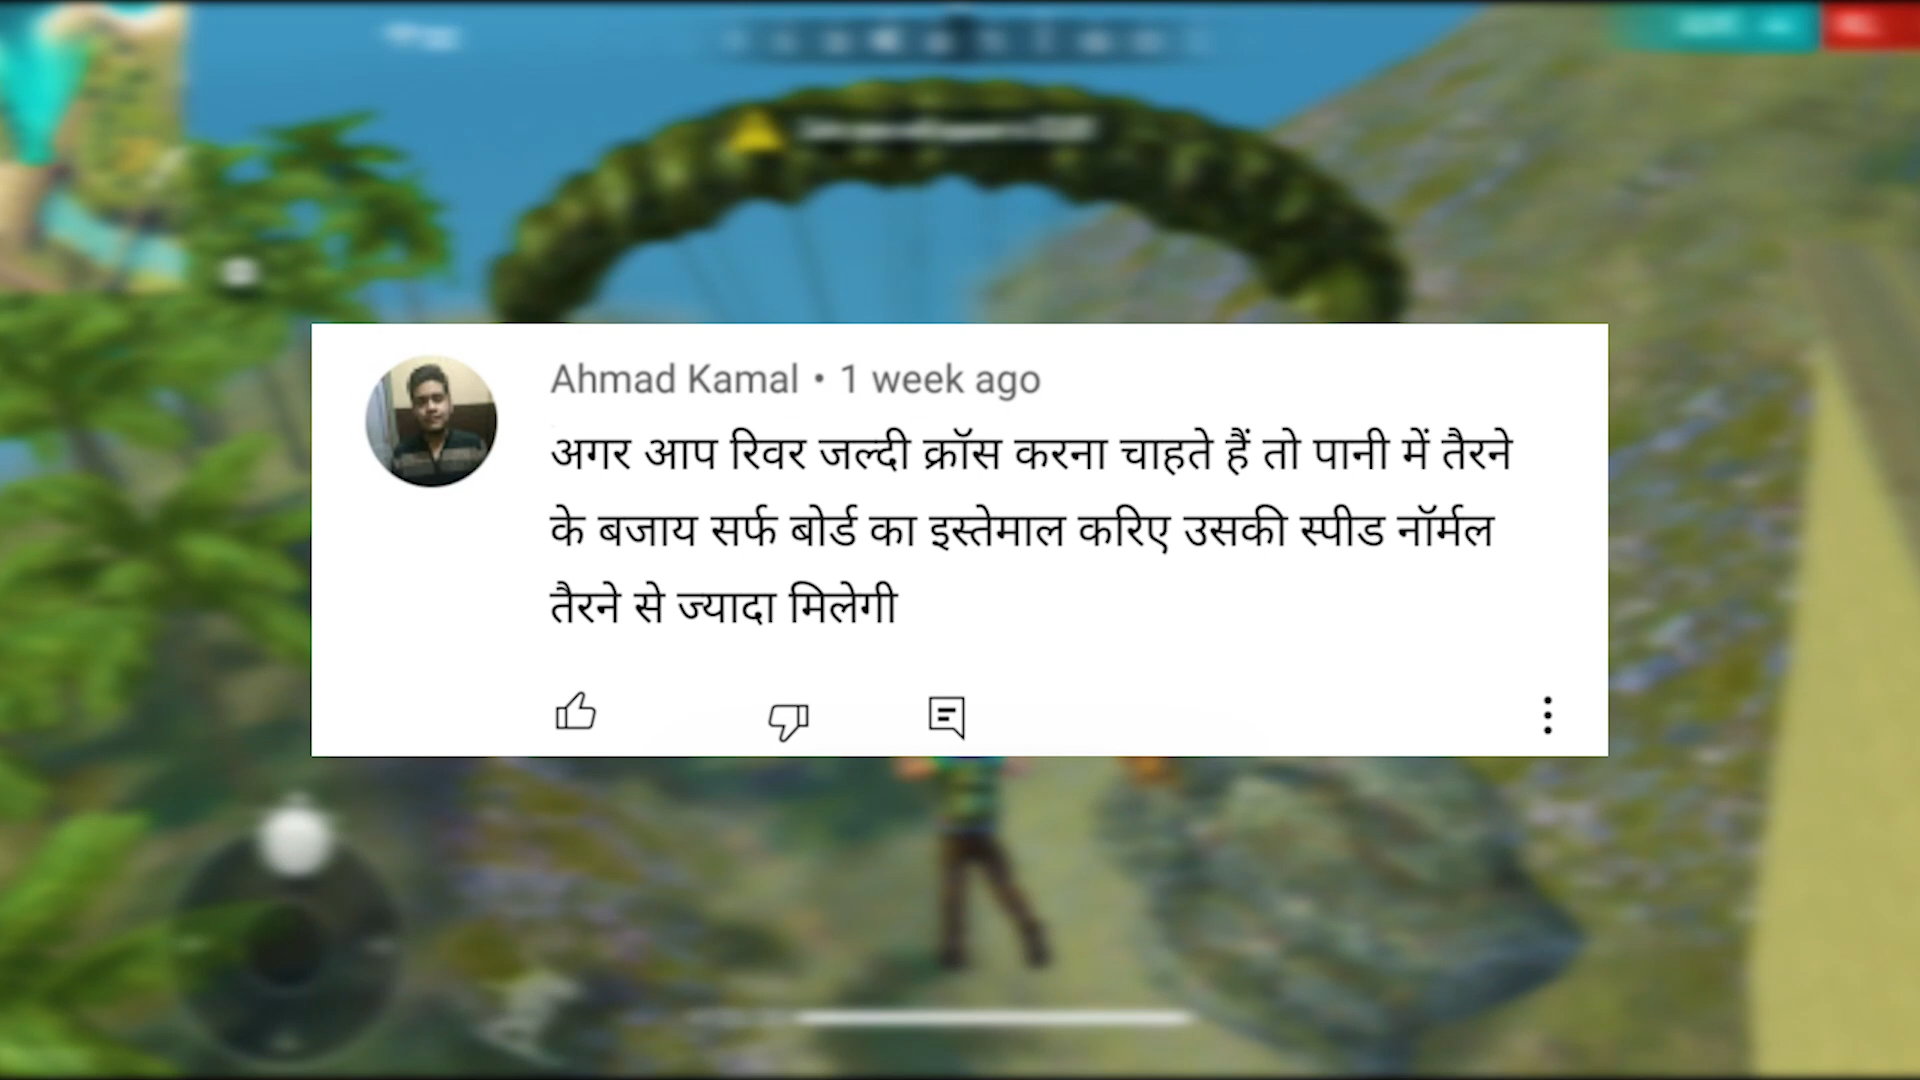 Ahmad Kamal • 1 week ago
अगर आप रिवर जल्दी क्रॉस करना चाहते हैं तो पानी में तैरने
के बजाय सर्फ बोर्ड का इस्तेमाल करिए उसकी स्पीड नॉर्मल
तैरने से ज्यादा मिलेगी